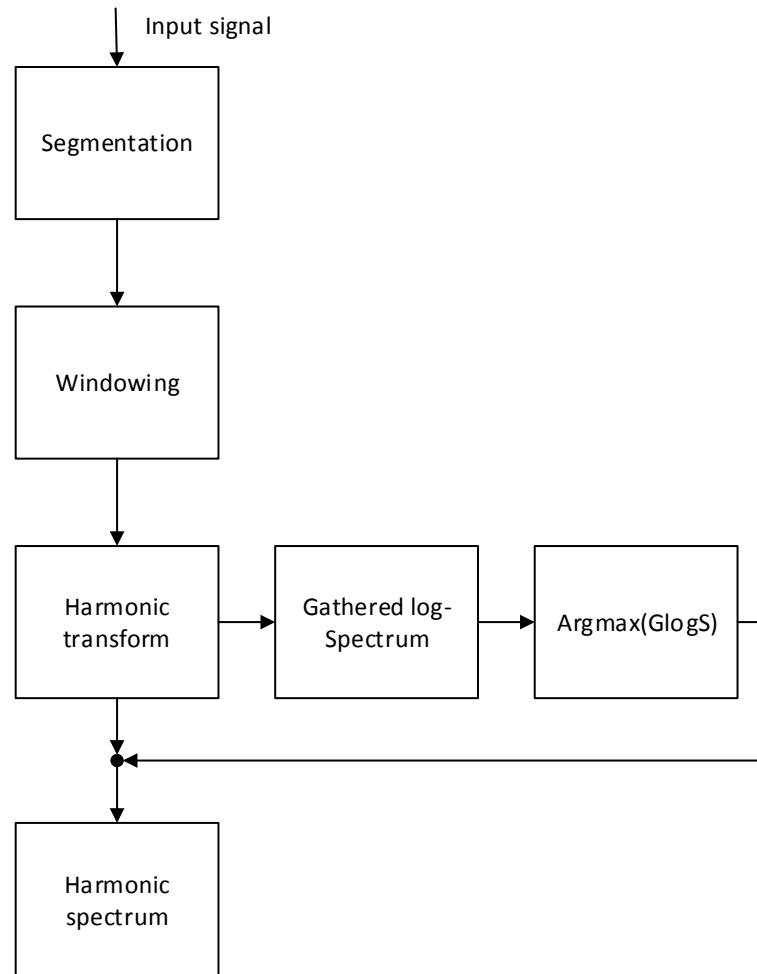 Input signal
Segmentation
Windowing
Harmonic
transform
Gathered log-
Spectrum
Argmax(GlogS)
Harmonic
spectrum